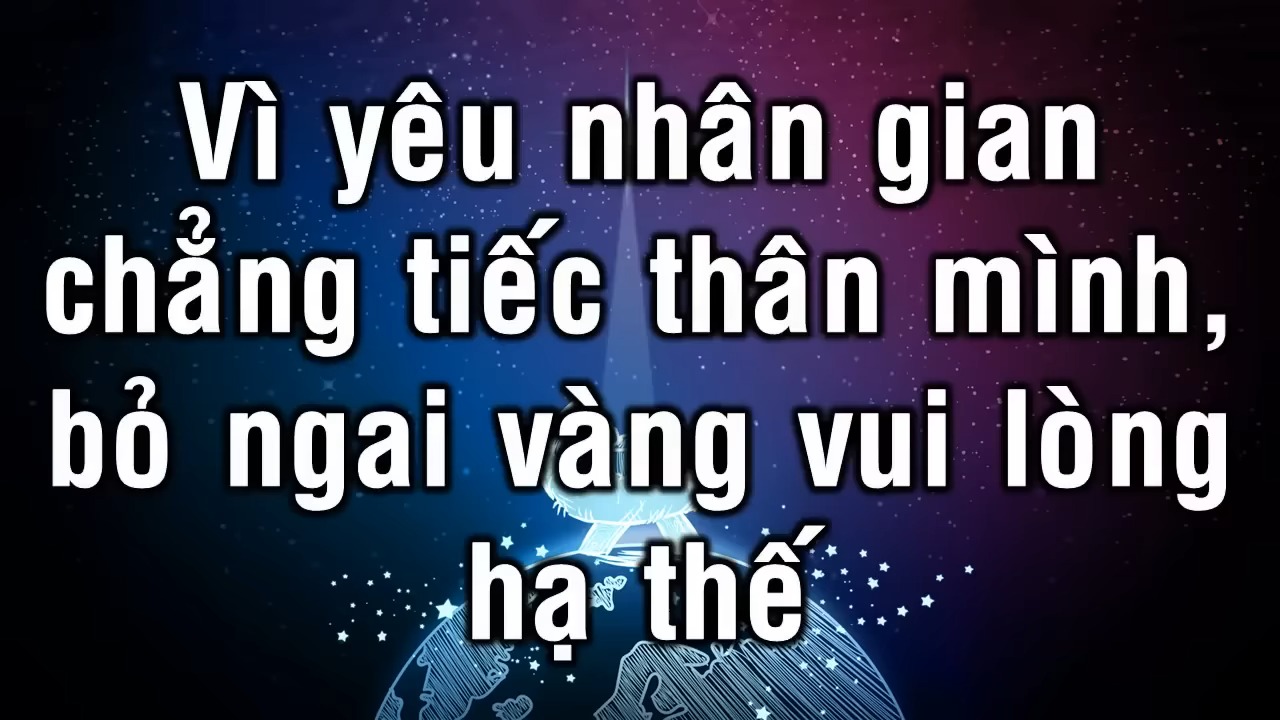 Vì yêu nhân gian
chẳng tiếc thân mình,
bỏ ngai vàng vui lòng
hạ thế